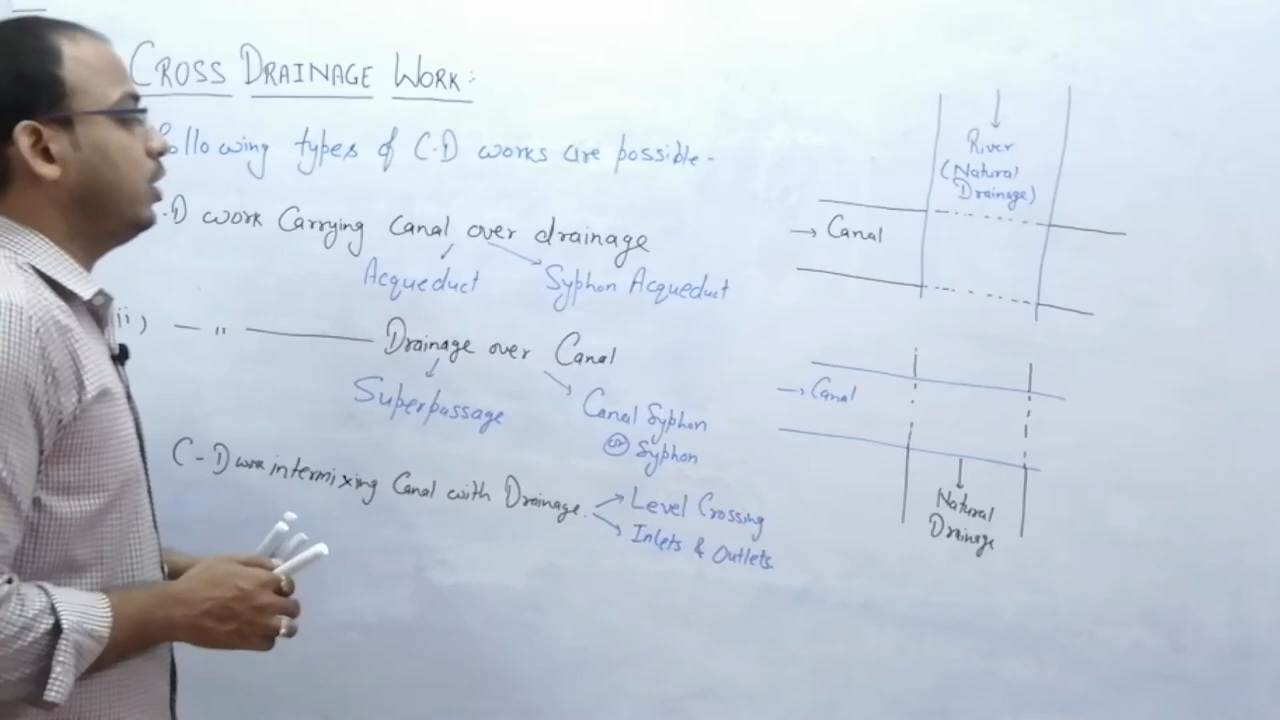 CROSS DRAINAGE WORK:
following types of C.D works are possible-
.D work Carrying Canal over drainage
Acqueduct
Syphon Acqueduct
ii) — " — Drainage over Canal
Superpassage
Canal Syphon
or Syphon
C-D work intermixing Canal with Drainage.
Level Crossing
Inlets & Outlets.
River
(Natural
Drainage)
→ Canal
→ Canal
Natural
Drainage